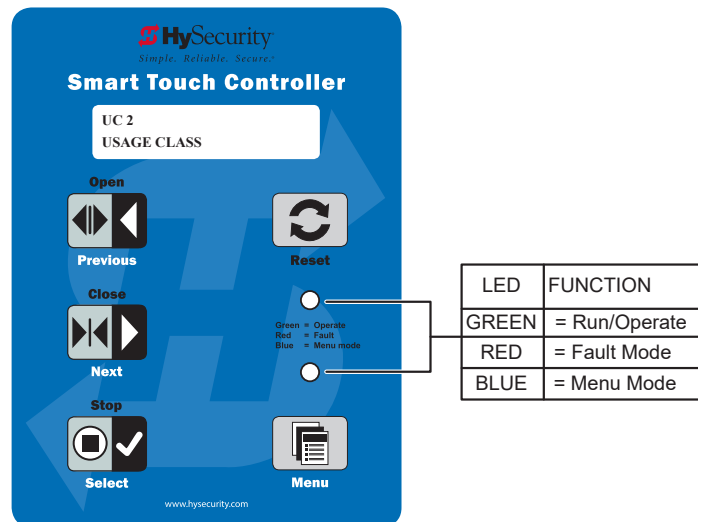 HySecurity
Simple. Reliable. Secure.
Smart Touch Controller
UC 2
USAGE CLASS
Open
Previous
Reset
Close
Next
Green = Operate
Red = Fault
Blue = Menu mode
Stop
Select
Menu
www.hysecurity.com
LED FUNCTION
GREEN = Run/Operate
RED = Fault Mode
BLUE = Menu Mode